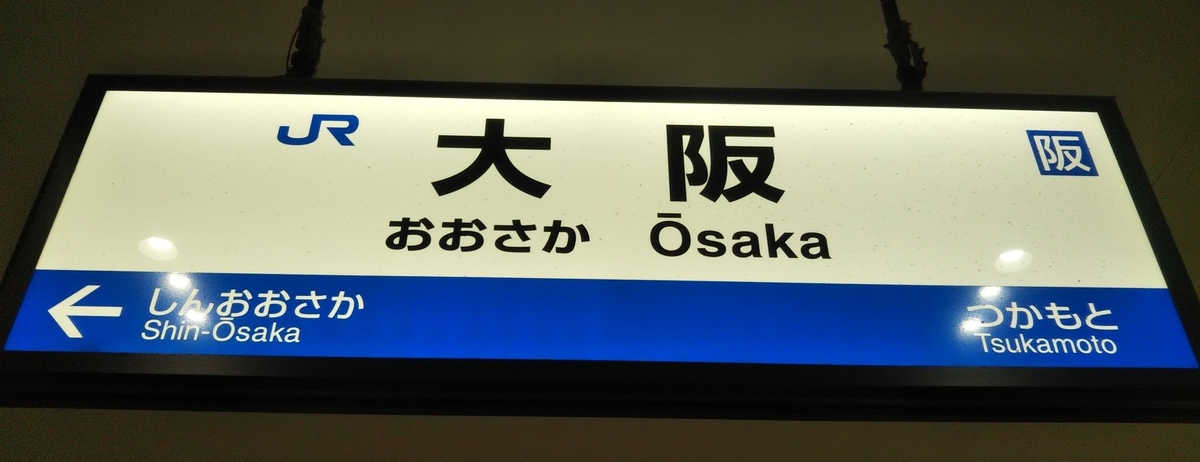 JR
大阪
阪
おおさか Ōsaka
← しんおおさか
Shin-Ōsaka
つかもと
Tsukamoto